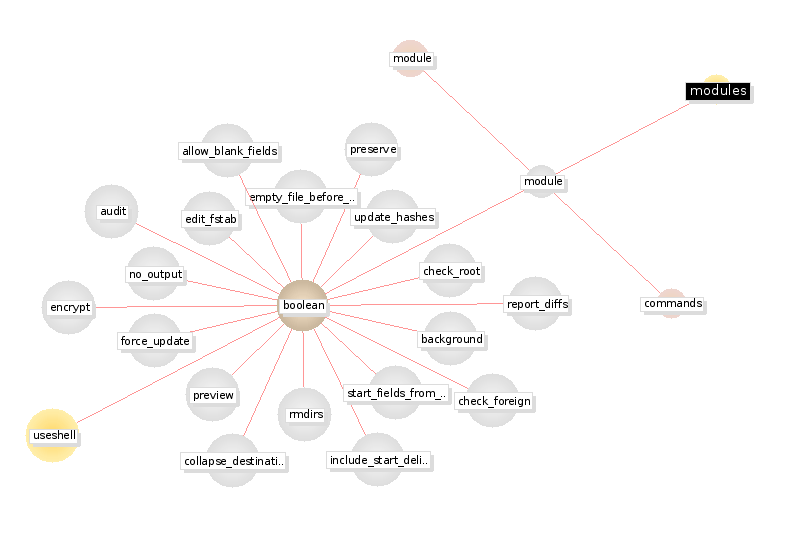 module
modules
allow_blank_fields
preserve
module
empty_file_before_..
audit
edit_fstab
update_hashes
no_output
check_root
encrypt
boolean
report_diffs
commands
force_update
background
preview
start_fields_from_..
check_foreign
rmdirs
useshell
collapse_destinati..
include_start_deli..